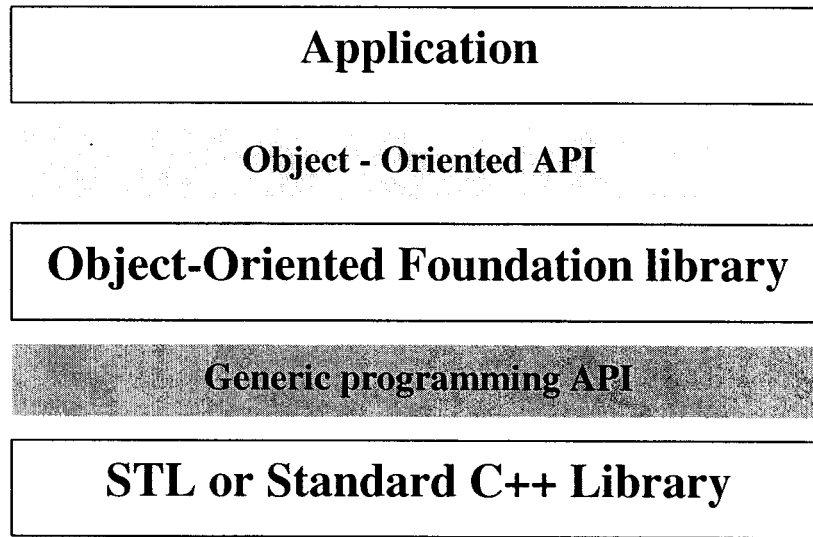 Application
Object - Oriented API
Object-Oriented Foundation library
Generic programming API
STL or Standard C++ Library